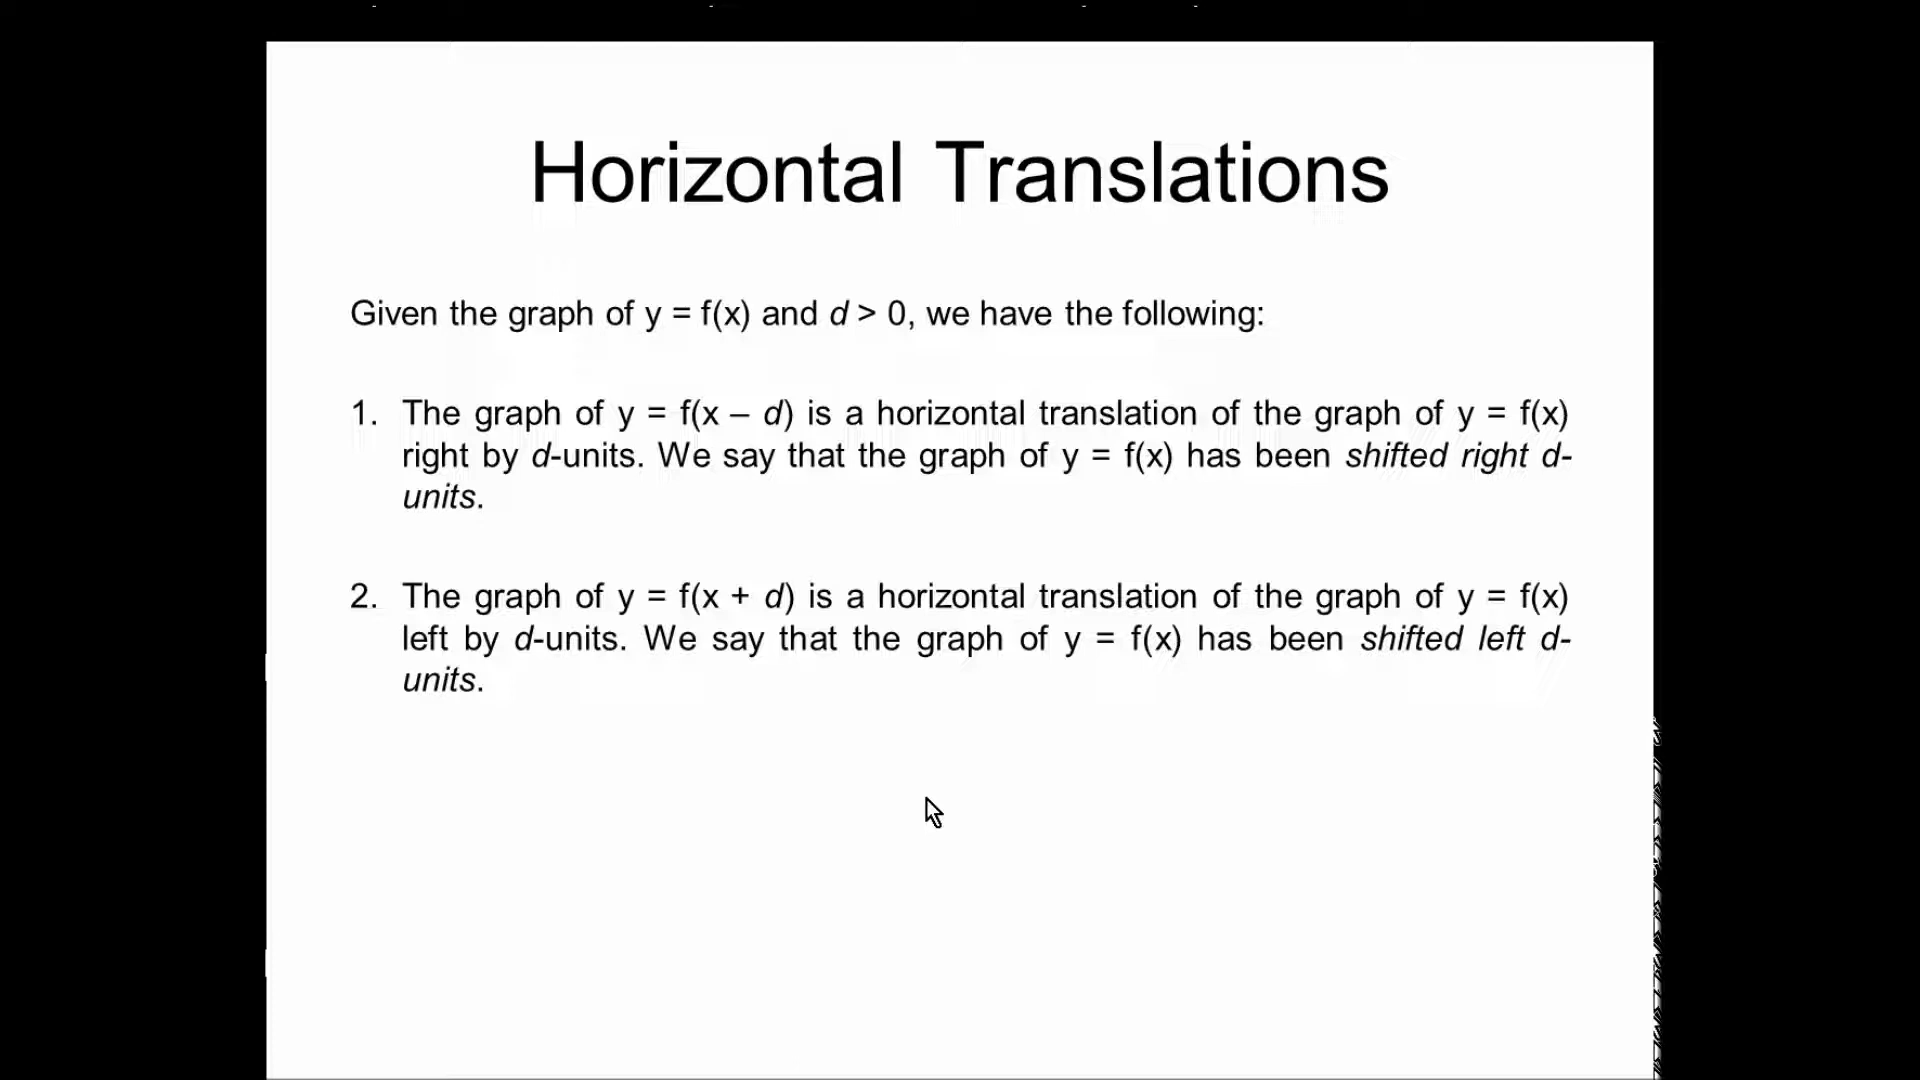 Horizontal Translations
Given the graph of y = f(x) and d > 0, we have the following:
1. The graph of y = f(x – d) is a horizontal translation of the graph of y = f(x)
right by d-units. We say that the graph of y = f(x) has been shifted right d-
units.
2. The graph of y = f(x + d) is a horizontal translation of the graph of y = f(x)
left by d-units. We say that the graph of y = f(x) has been shifted left d-
units.